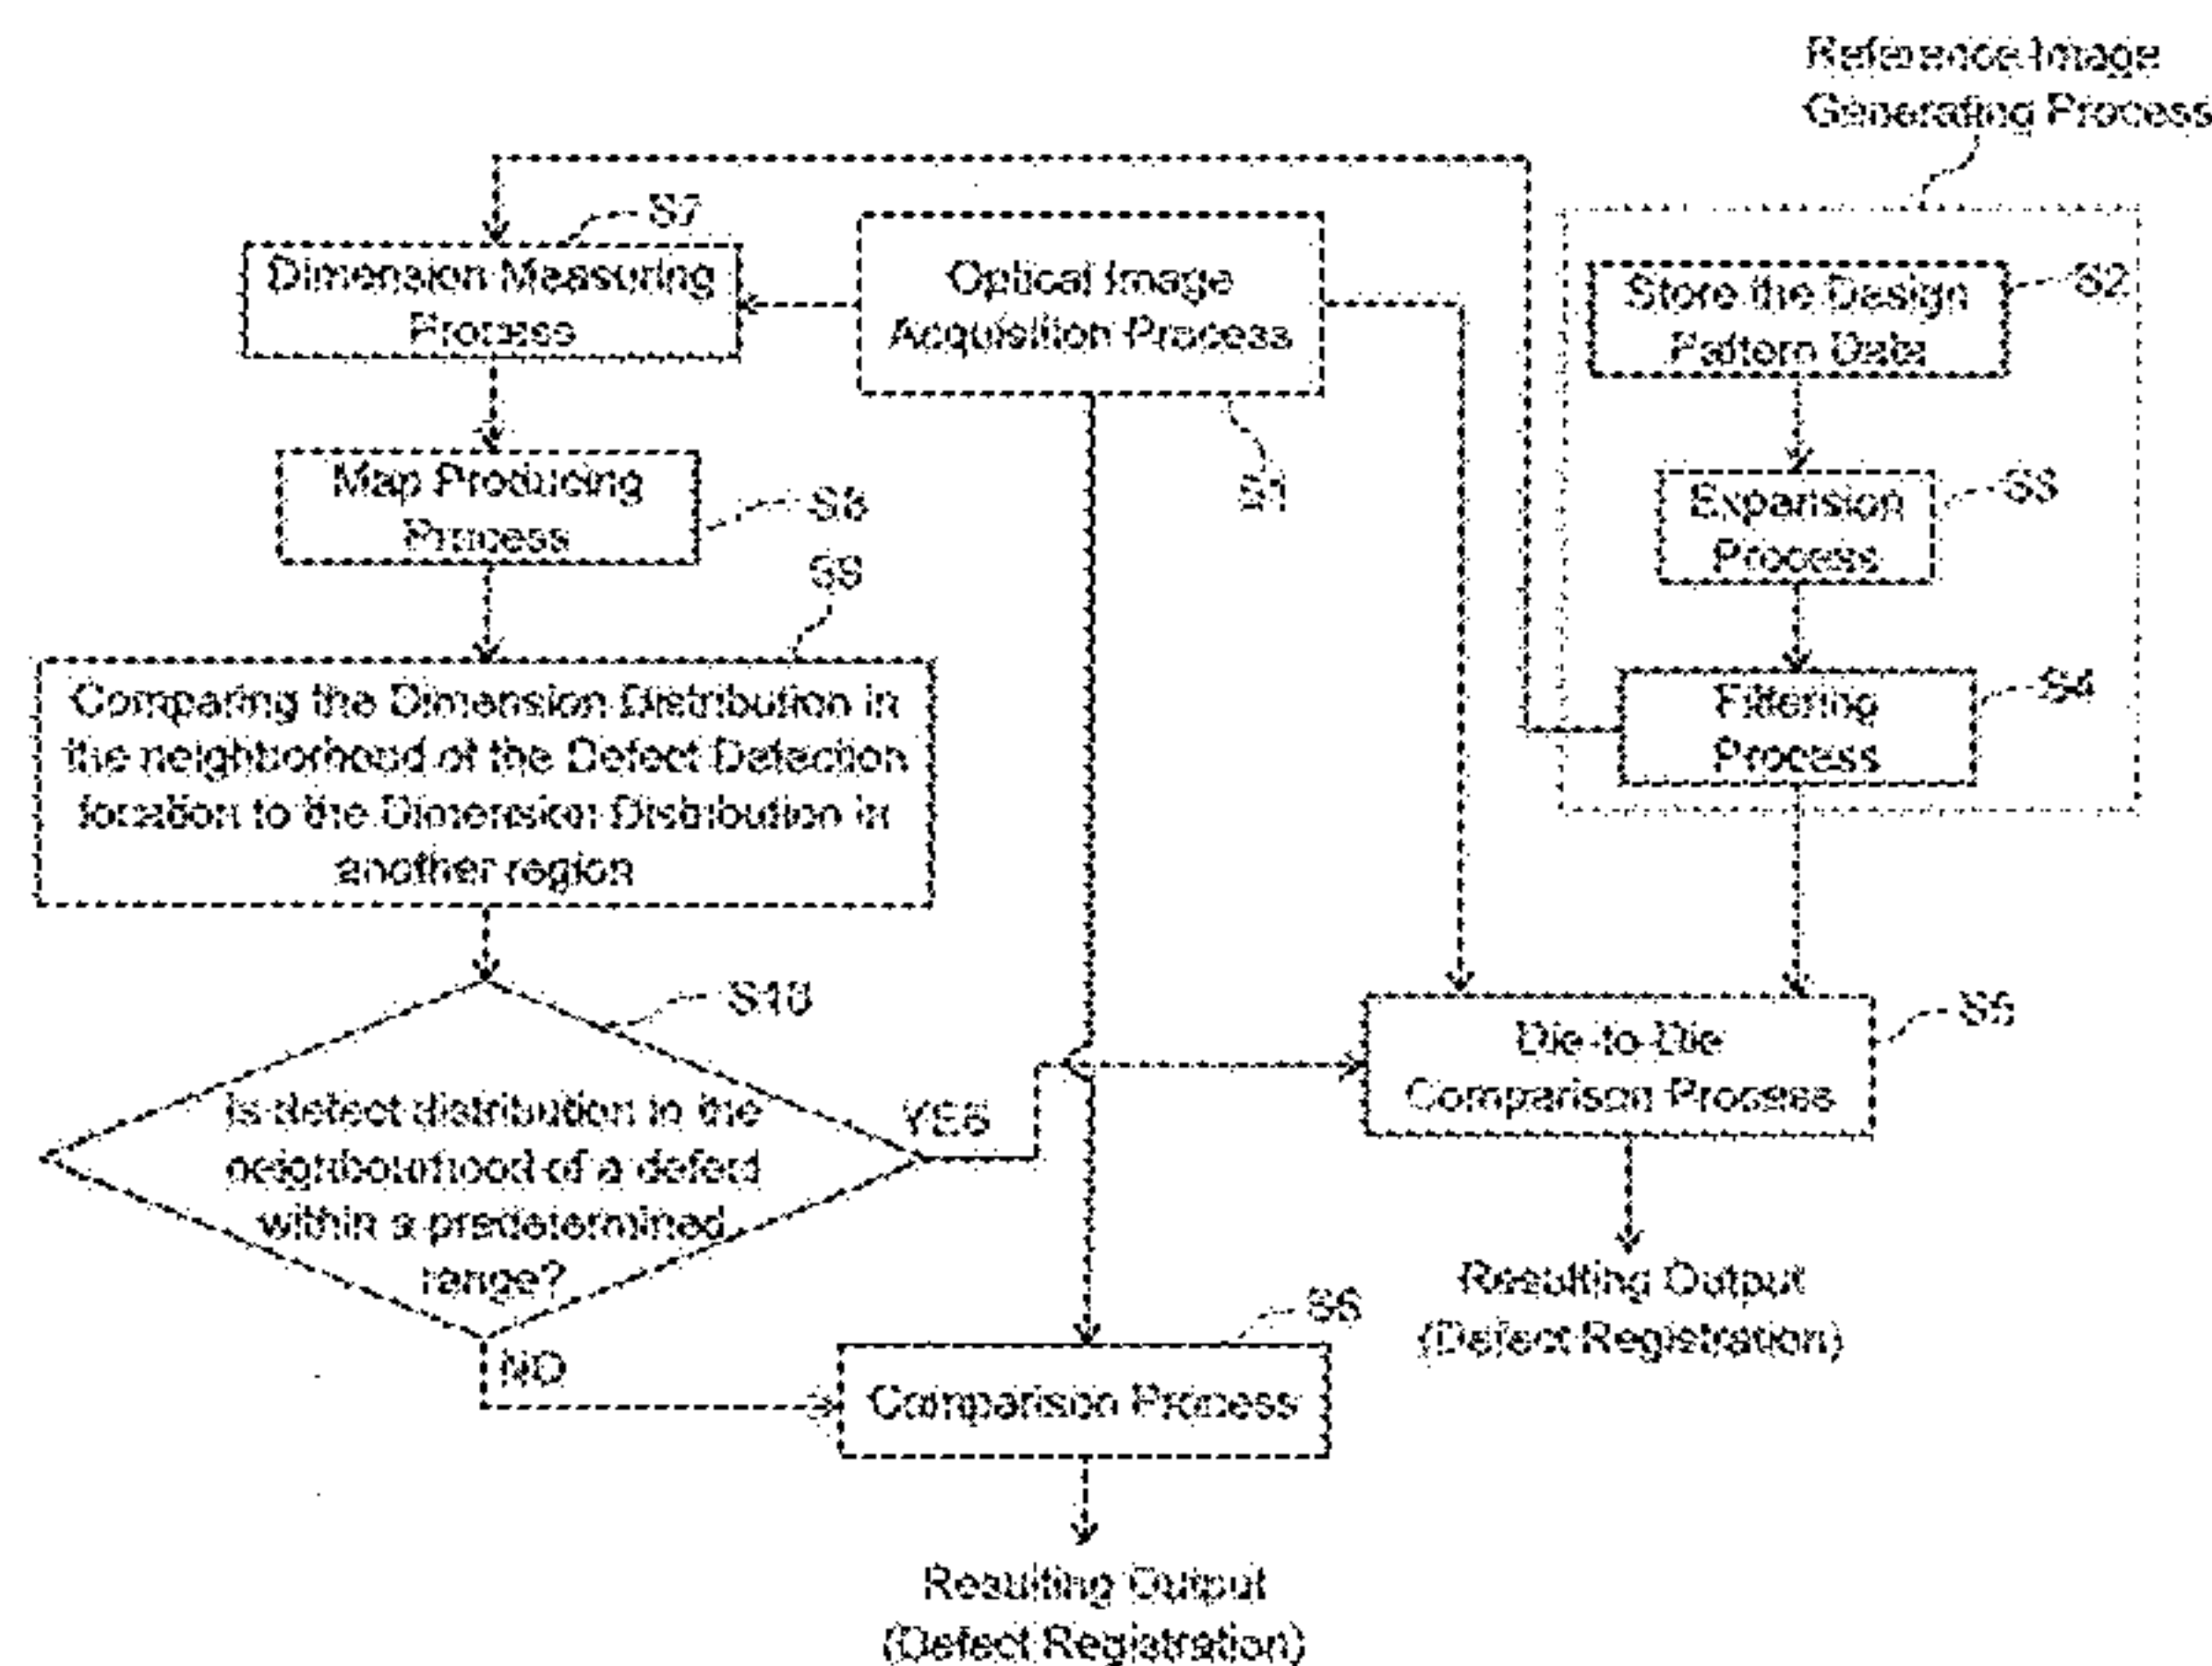 Reference Image
Generating Process
S7
Dimension Measuring
Process
Optical Image
Acquisition Process
Store the Design
Pattern Data
S2
Map Producing
Process
S8
S1
Expansion
Process
S3
S9
Comparing the Dimension Distribution in
the neighborhood of the Defect Detection
location to the Dimension Distribution in
another region
Filtering
Process
S4
S10
Die-to-Die
Comparison Process
S5
Is defect distribution in the
neighbourhood of a defect
within a predetermined
range?
YES
NO
Resulting Output
(Defect Registration)
S6
Comparison Process
Resulting Output
(Defect Registration)